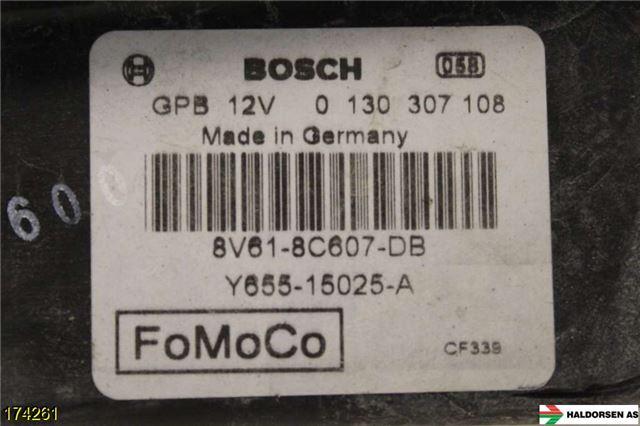 BOSCH 058
GPB 12V 0 130 307 108
Made in Germany
600
8V61-8C607-DB
Y655-15025-A
FoMoCo
CF339
174261
HALDORSEN AS